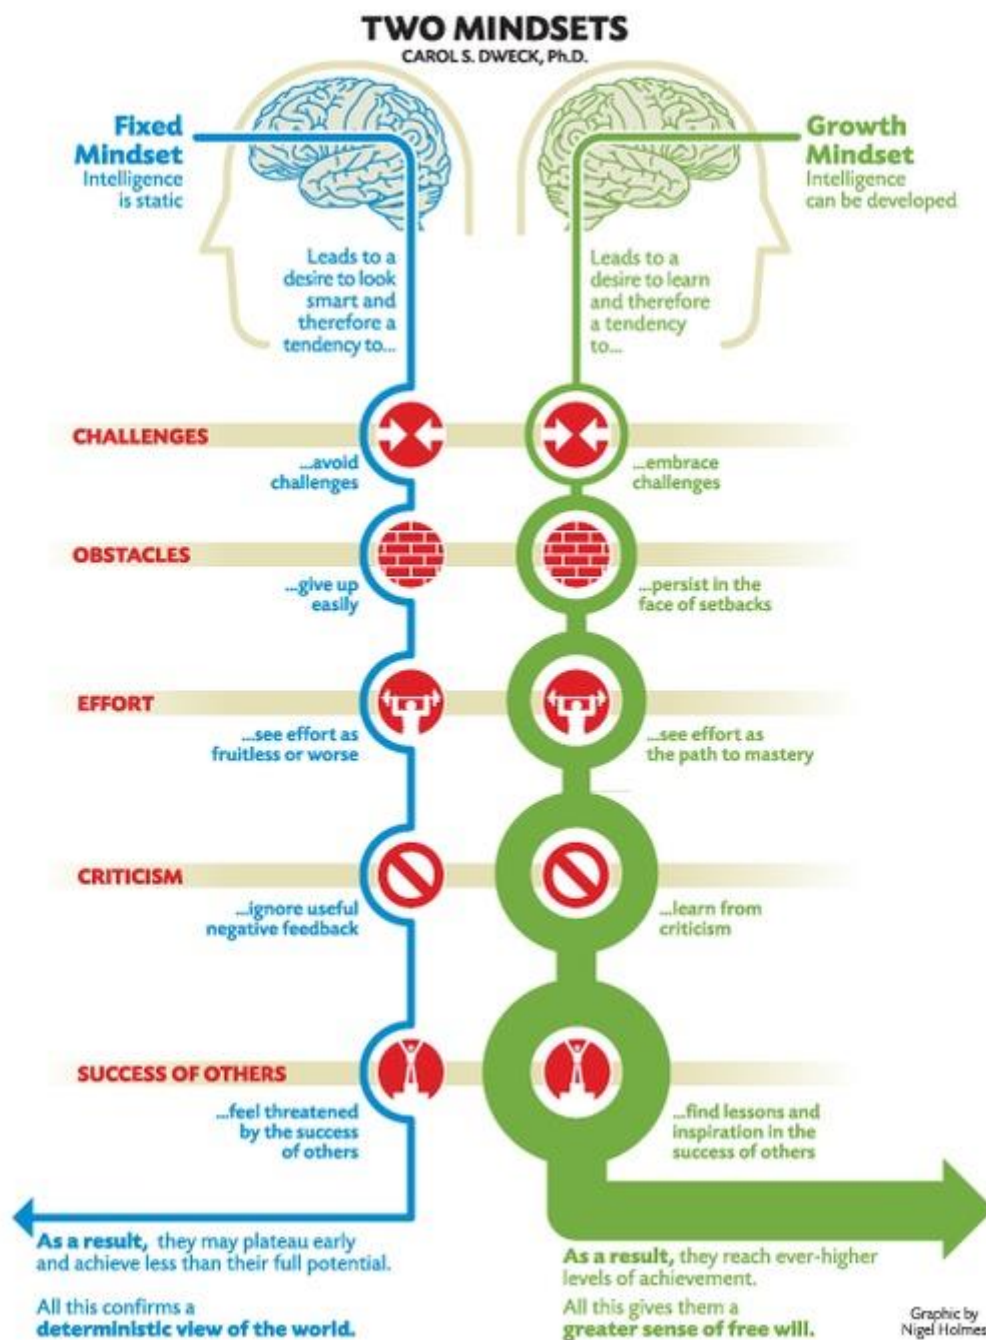 TWO MINDSETS
CAROL S. DWECK, Ph.D.
Fixed
Mindset
Intelligence
is static
Growth
Mindset
Intelligence
can be developed
Leads to a
desire to look
smart and
therefore a
tendency to...
Leads to a
desire to learn
and therefore
a tendency
to...
CHALLENGES
...avoid
challenges
...embrace
challenges
OBSTACLES
...give up
easily
...persist in the
face of setbacks
EFFORT
...see effort as
fruitless or worse
...see effort as
the path to mastery
CRITICISM
...ignore useful
negative feedback
...learn from
criticism
SUCCESS OF OTHERS
...feel threatened
by the success
of others
...find lessons and
inspiration in the
success of others
As a result, they may plateau early
and achieve less than their full potential.
All this confirms a
deterministic view of the world.
As a result, they reach ever-higher
levels of achievement.
All this gives them a
greater sense of free will.
Graphic by
Nigel Holmes